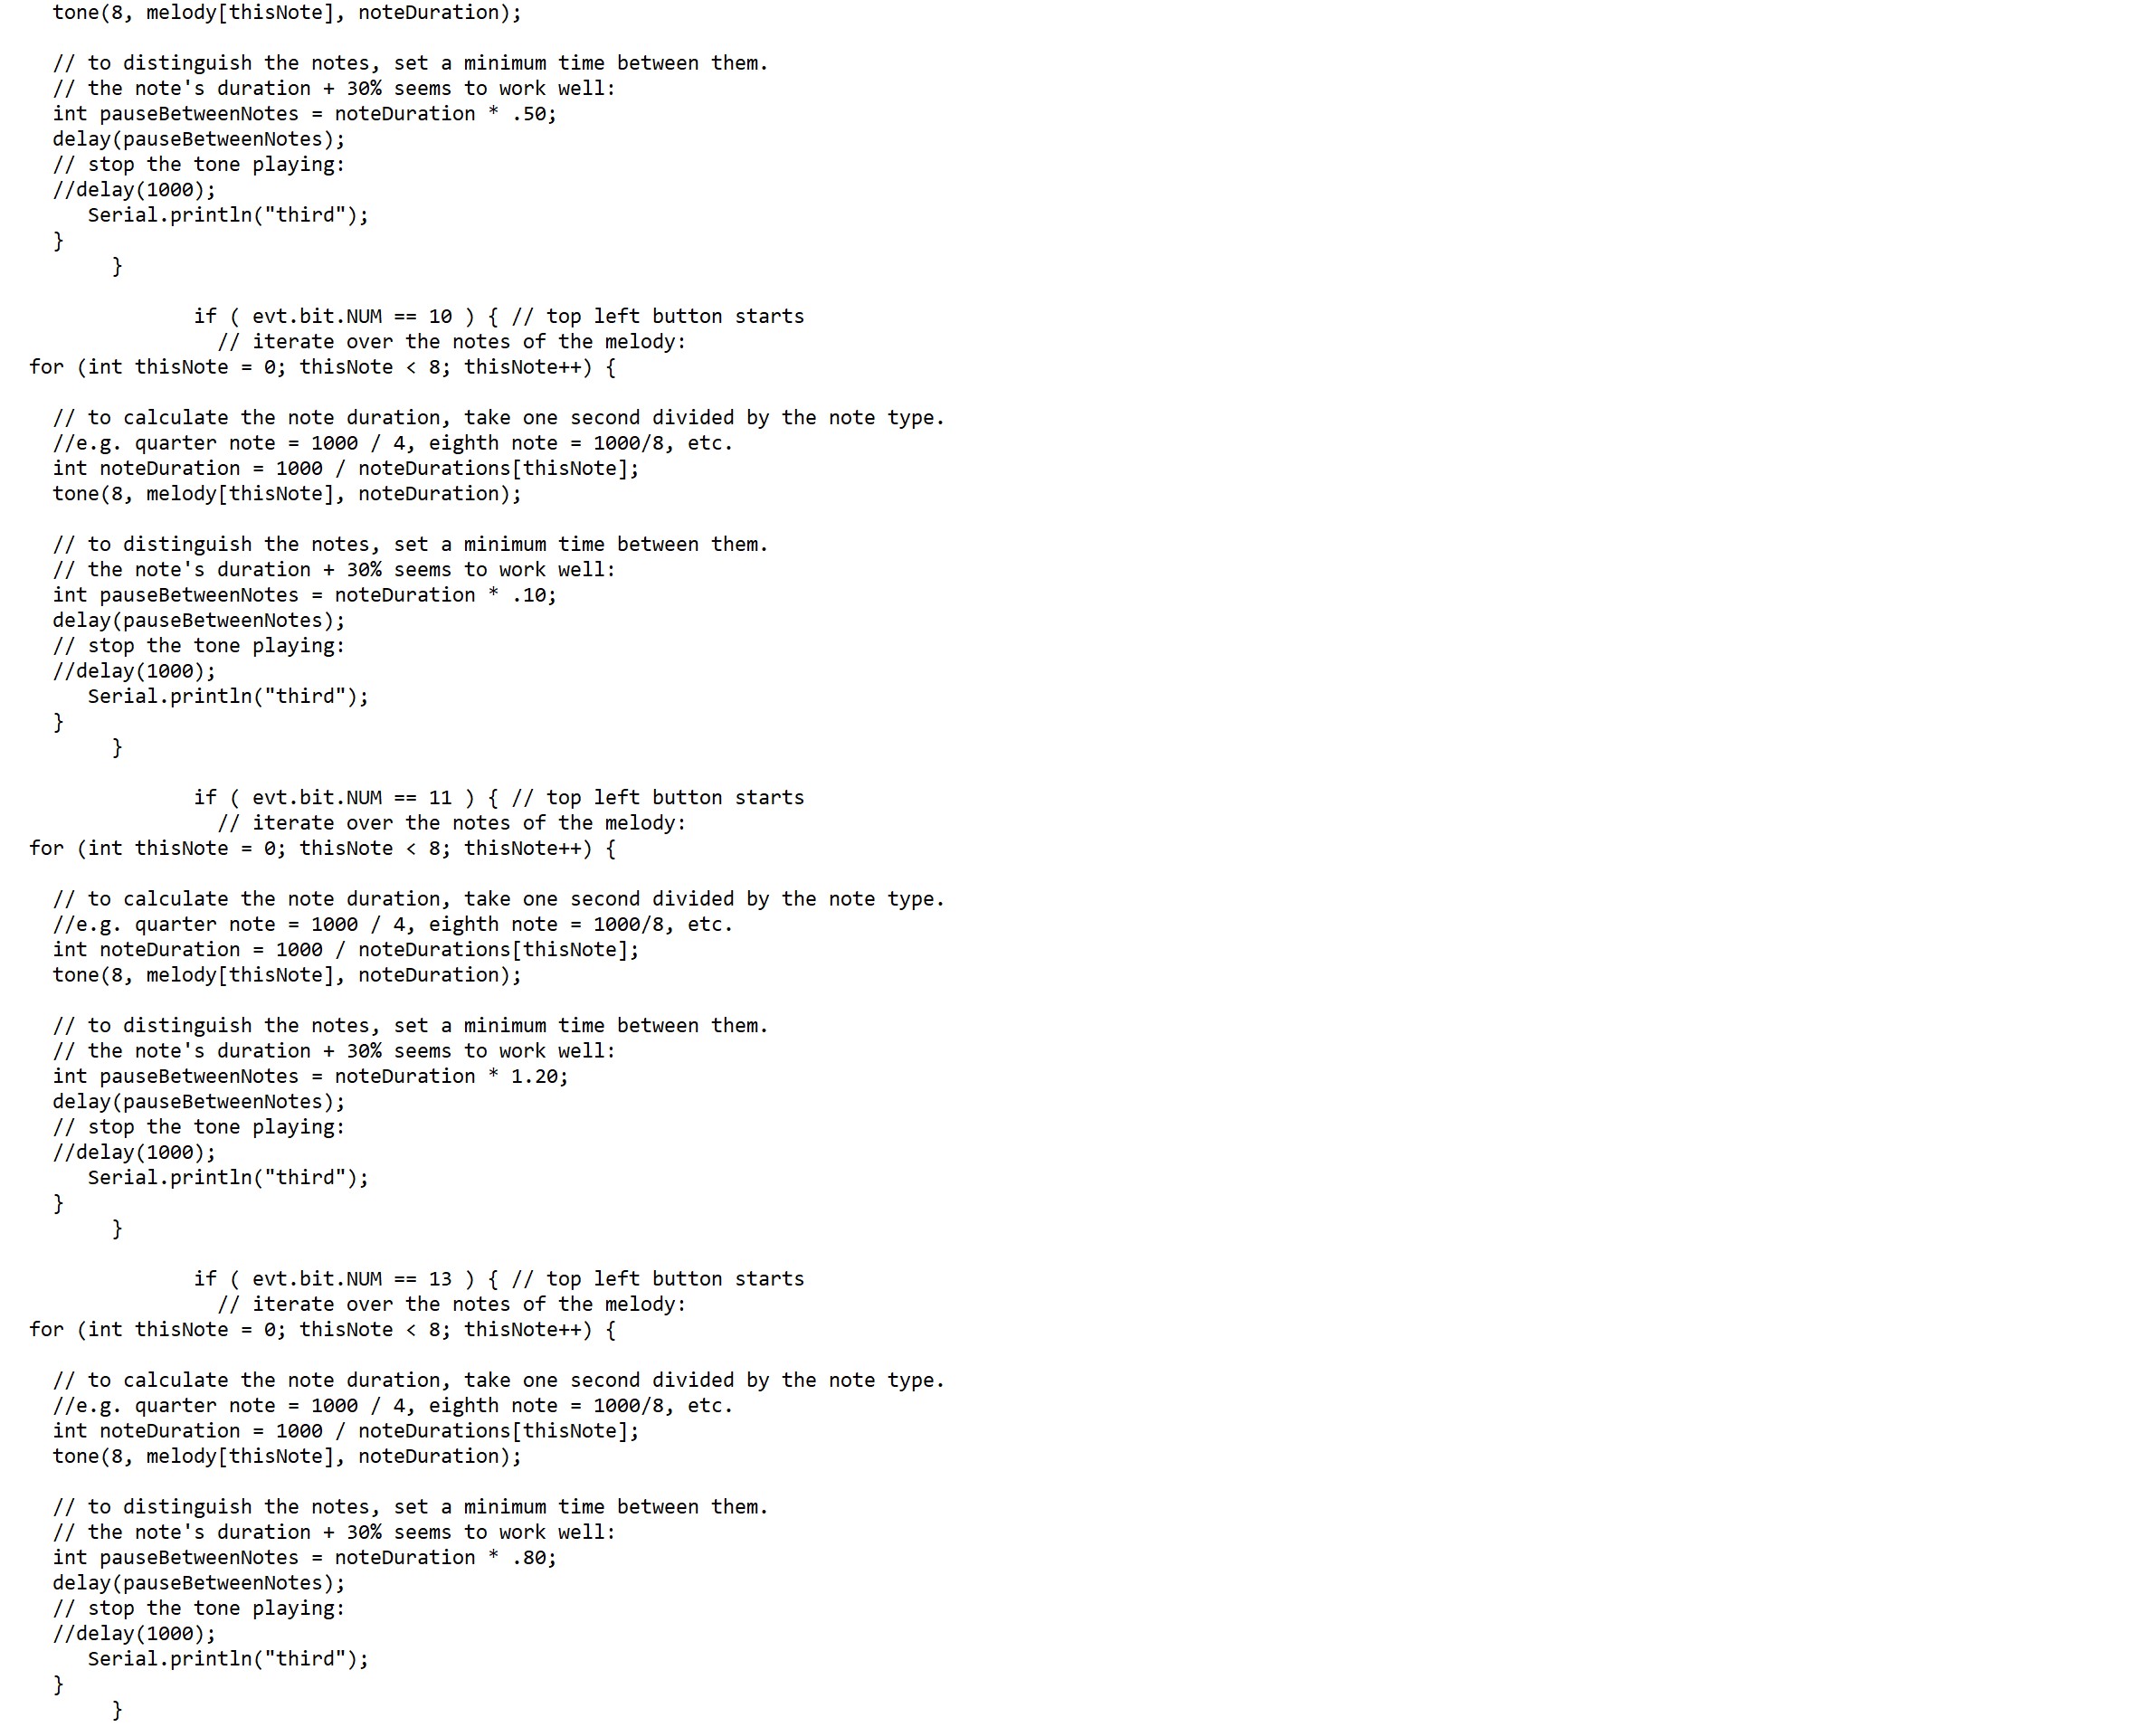 tone(8, melody[thisNote], noteDuration);
// to distinguish the notes, set a minimum time between them.
// the note's duration + 30% seems to work well:
int pauseBetweenNotes = noteDuration * .50;
delay(pauseBetweenNotes);
// stop the tone playing:
//delay(1000);
Serial.println("third");
}
}
if ( evt.bit.NUM == 10 ) { // top left button starts
// iterate over the notes of the melody:
for (int thisNote = 0; thisNote < 8; thisNote++) {
// to calculate the note duration, take one second divided by the note type.
//e.g. quarter note = 1000 / 4, eighth note = 1000/8, etc.
int noteDuration = 1000 / noteDurations[thisNote];
tone(8, melody[thisNote], noteDuration);
// to distinguish the notes, set a minimum time between them.
// the note's duration + 30% seems to work well:
int pauseBetweenNotes = noteDuration * .10;
delay(pauseBetweenNotes);
// stop the tone playing:
//delay(1000);
Serial.println("third");
}
}
if ( evt.bit.NUM == 11 ) { // top left button starts
// iterate over the notes of the melody:
for (int thisNote = 0; thisNote < 8; thisNote++) {
// to calculate the note duration, take one second divided by the note type.
//e.g. quarter note = 1000 / 4, eighth note = 1000/8, etc.
int noteDuration = 1000 / noteDurations[thisNote];
tone(8, melody[thisNote], noteDuration);
// to distinguish the notes, set a minimum time between them.
// the note's duration + 30% seems to work well:
int pauseBetweenNotes = noteDuration * 1.20;
delay(pauseBetweenNotes);
// stop the tone playing:
//delay(1000);
Serial.println("third");
}
}
if ( evt.bit.NUM == 13 ) { // top left button starts
// iterate over the notes of the melody:
for (int thisNote = 0; thisNote < 8; thisNote++) {
// to calculate the note duration, take one second divided by the note type.
//e.g. quarter note = 1000 / 4, eighth note = 1000/8, etc.
int noteDuration = 1000 / noteDurations[thisNote];
tone(8, melody[thisNote], noteDuration);
// to distinguish the notes, set a minimum time between them.
// the note's duration + 30% seems to work well:
int pauseBetweenNotes = noteDuration * .80;
delay(pauseBetweenNotes);
// stop the tone playing:
//delay(1000);
Serial.println("third");
}
}